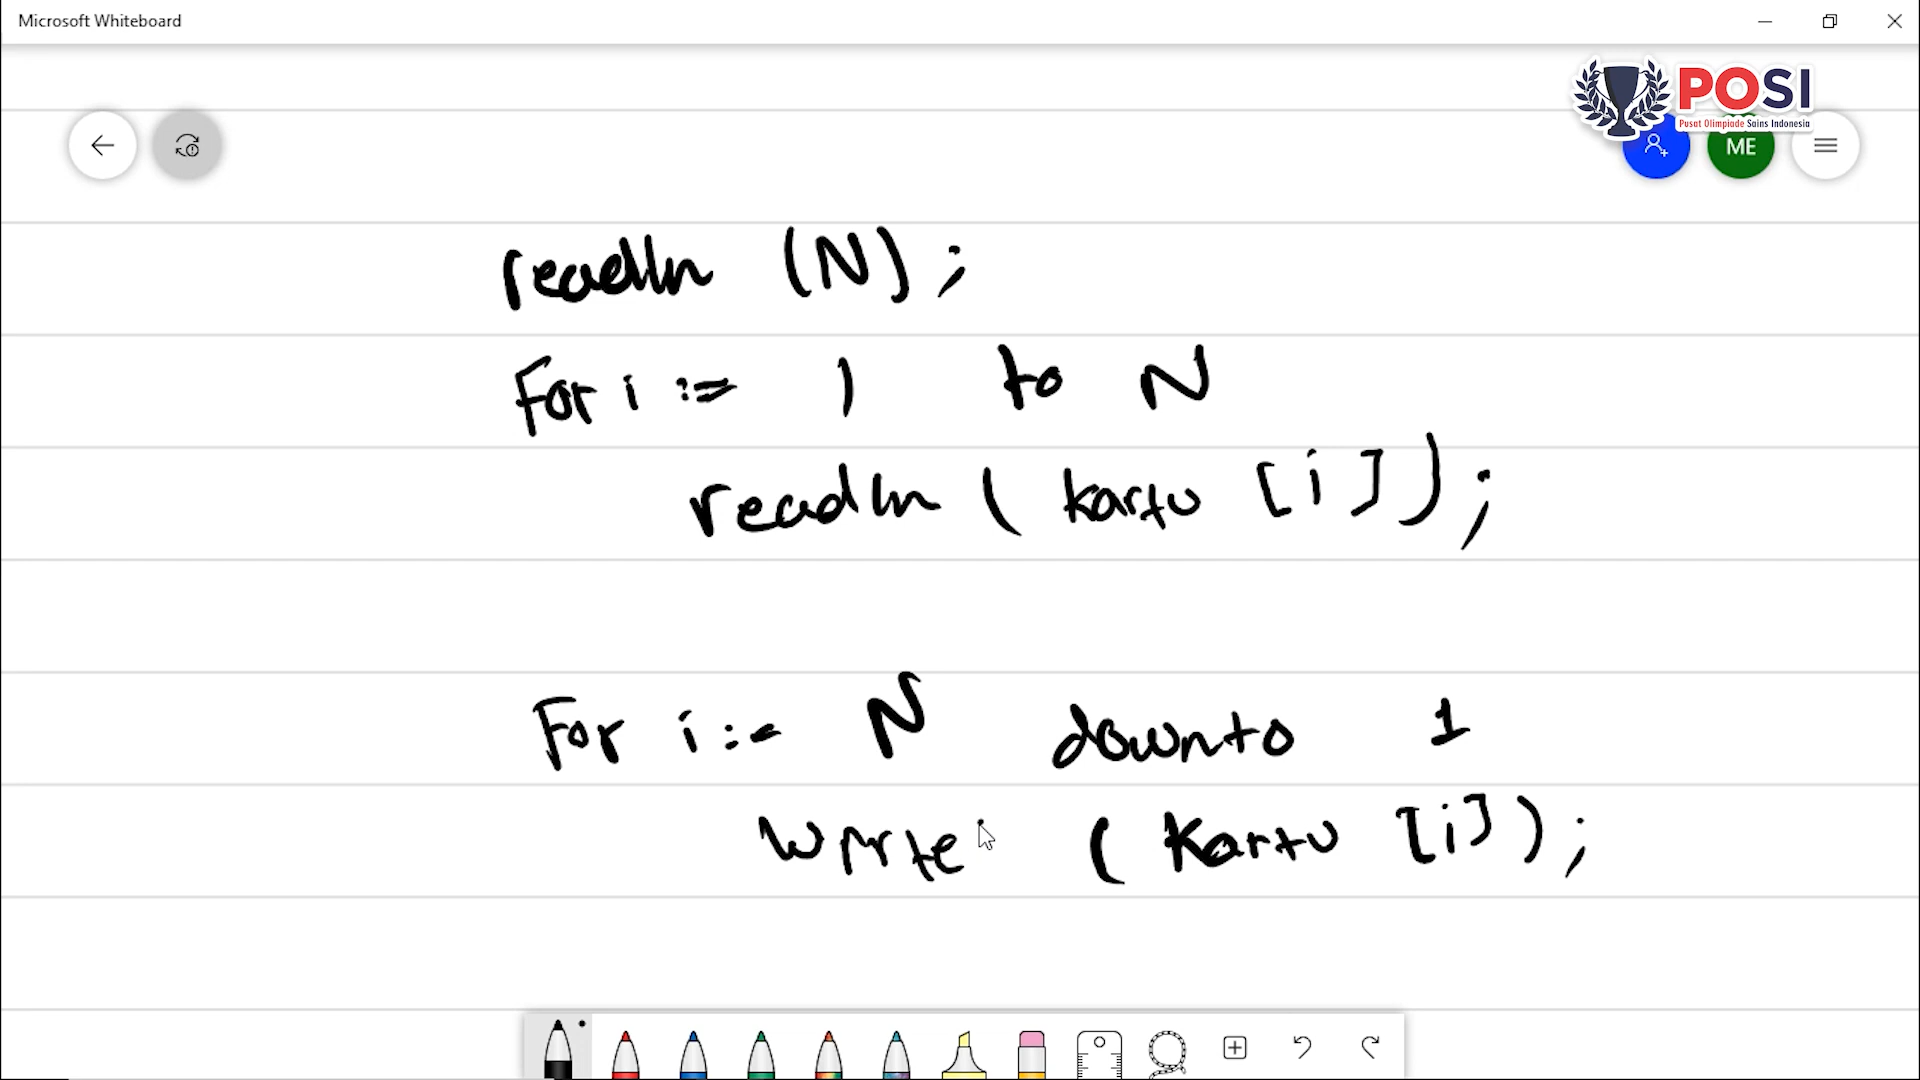 Microsoft Whiteboard
POSI
Pusat Olimpiade Sains Indonesia
ME
readln (N);
For i := 1 to N
readln ( kartu [i]);
For i := N downto 1
write ( kartu [i]);